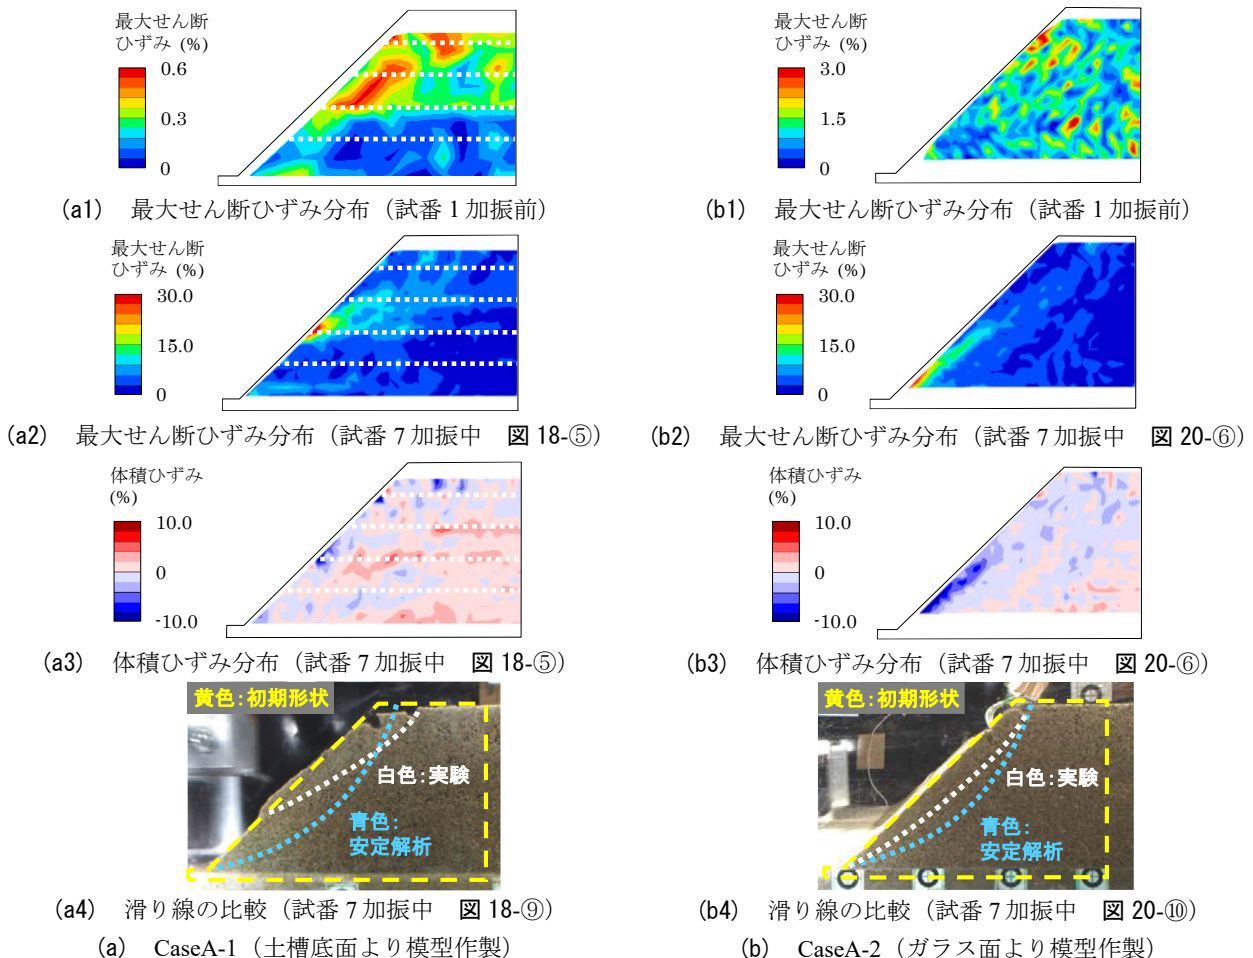 最大せん断
ひずみ (%)
0.6
0.3
0
(a1) 最大せん断ひずみ分布（試番 1 加振前）
最大せん断
ひずみ (%)
3.0
1.5
0
(b1) 最大せん断ひずみ分布（試番 1 加振前）
最大せん断
ひずみ (%)
30.0
15.0
0
(a2) 最大せん断ひずみ分布（試番 7 加振中 図 18-⑤）
最大せん断
ひずみ (%)
30.0
15.0
0
(b2) 最大せん断ひずみ分布（試番 7 加振中 図 20-⑥）
体積ひずみ
(%)
10.0
0
-10.0
(a3) 体積ひずみ分布（試番 7 加振中 図 18-⑤）
体積ひずみ
(%)
10.0
0
-10.0
(b3) 体積ひずみ分布（試番 7 加振中 図 20-⑥）
黄色：初期形状
白色：実験
青色：
安定解析
(a4) 滑り線の比較（試番 7 加振中 図 18-⑨）
黄色：初期形状
白色：実験
青色：
安定解析
(b4) 滑り線の比較（試番 7 加振中 図 20-⑩）
(a) CaseA-1（土槽底面より模型作製）
(b) CaseA-2（ガラス面より模型作製）